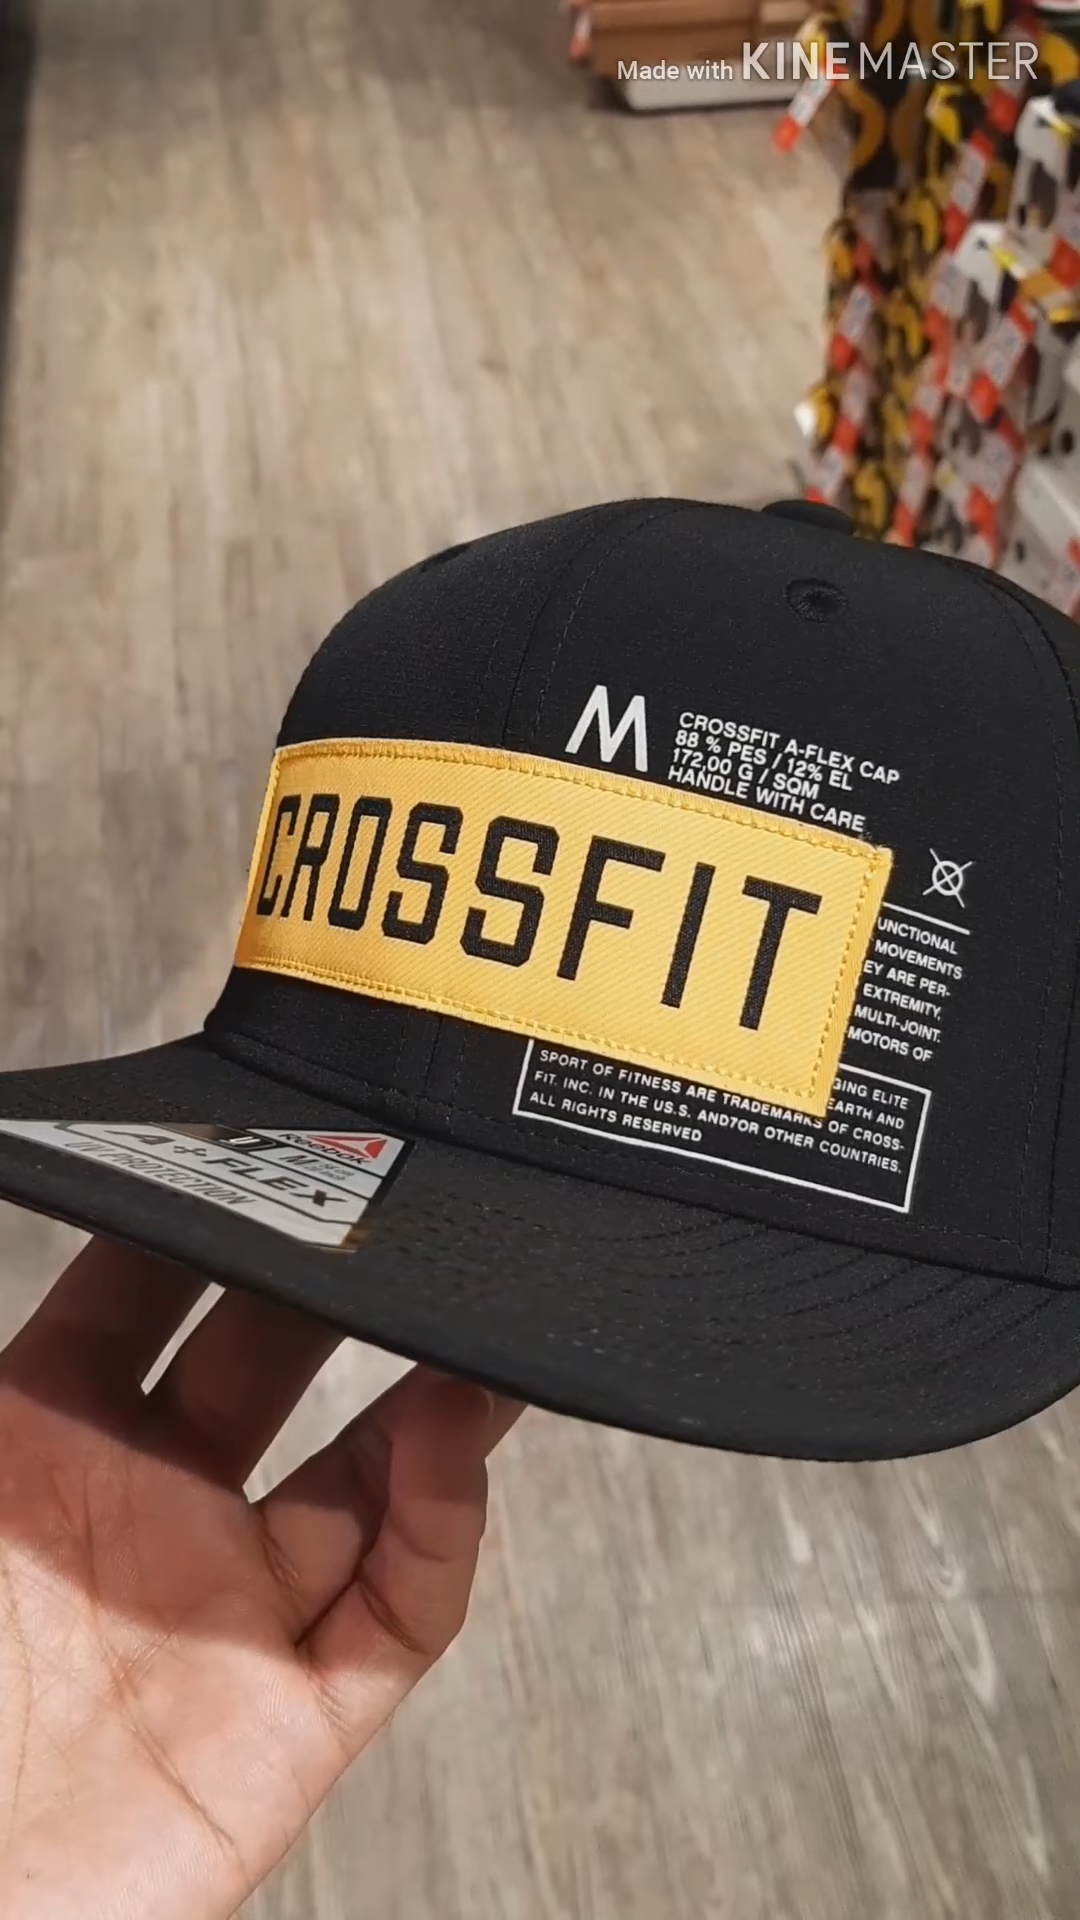 Made with KINEMASTER
M
CROSSFIT A-FLEX CAP
88 % PES / 12% EL
172,00 G / SQM
HANDLE WITH CARE
CROSSFIT
UNCTIONAL
MOVEMENTS
EY ARE PER-
EXTREMITY,
MULTI-JOINT.
MOTORS OF
GING ELITE
SPORT OF FITNESS ARE TRADEMARKS EARTH AND
FIT. INC. IN THE US.S. AND7OR OTHER OF CROSS-
ALL RIGHTS RESERVED COUNTRIES.
Reebok
A+FLEX M
UV PROTECTION